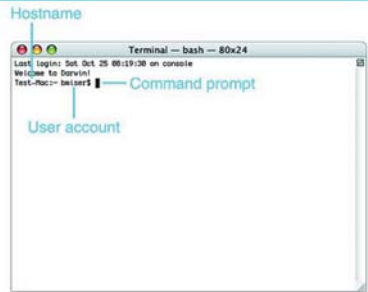 Hostname
Terminal — bash — 80x24
Last login: Sat Oct 25 00:19:30 on console
Welcome to Darwin!
Test-Mac:~ bmiser$
Command prompt
User account